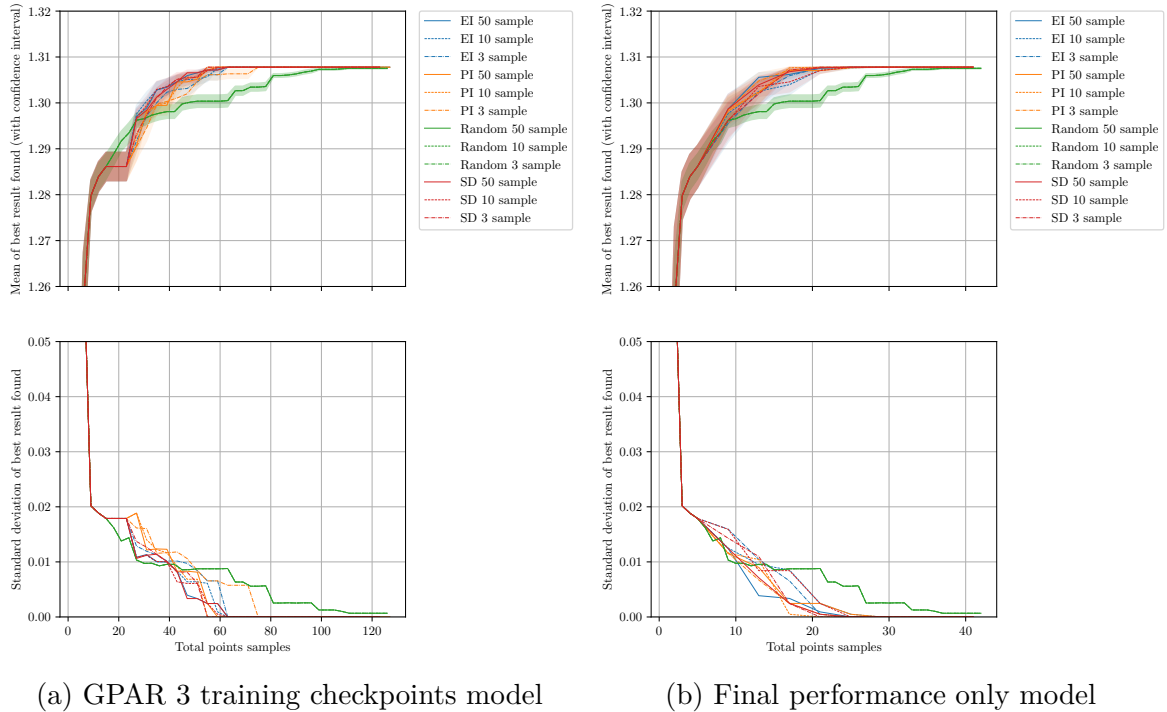 Mean of best result found (with confidence interval)
1.32
1.31
1.30
1.29
1.28
1.27
1.26
EI 50 sample
EI 10 sample
EI 3 sample
PI 50 sample
PI 10 sample
PI 3 sample
Random 50 sample
Random 10 sample
Random 3 sample
SD 50 sample
SD 10 sample
SD 3 sample
Standard deviation of best result found
0.05
0.04
0.03
0.02
0.01
0.00
0 20 40 60 80 100 120
Total points samples
(a) GPAR 3 training checkpoints model
Mean of best result found (with confidence interval)
1.32
1.31
1.30
1.29
1.28
1.27
1.26
EI 50 sample
EI 10 sample
EI 3 sample
PI 50 sample
PI 10 sample
PI 3 sample
Random 50 sample
Random 10 sample
Random 3 sample
SD 50 sample
SD 10 sample
SD 3 sample
Standard deviation of best result found
0.05
0.04
0.03
0.02
0.01
0.00
0 10 20 30 40
Total points samples
(b) Final performance only model